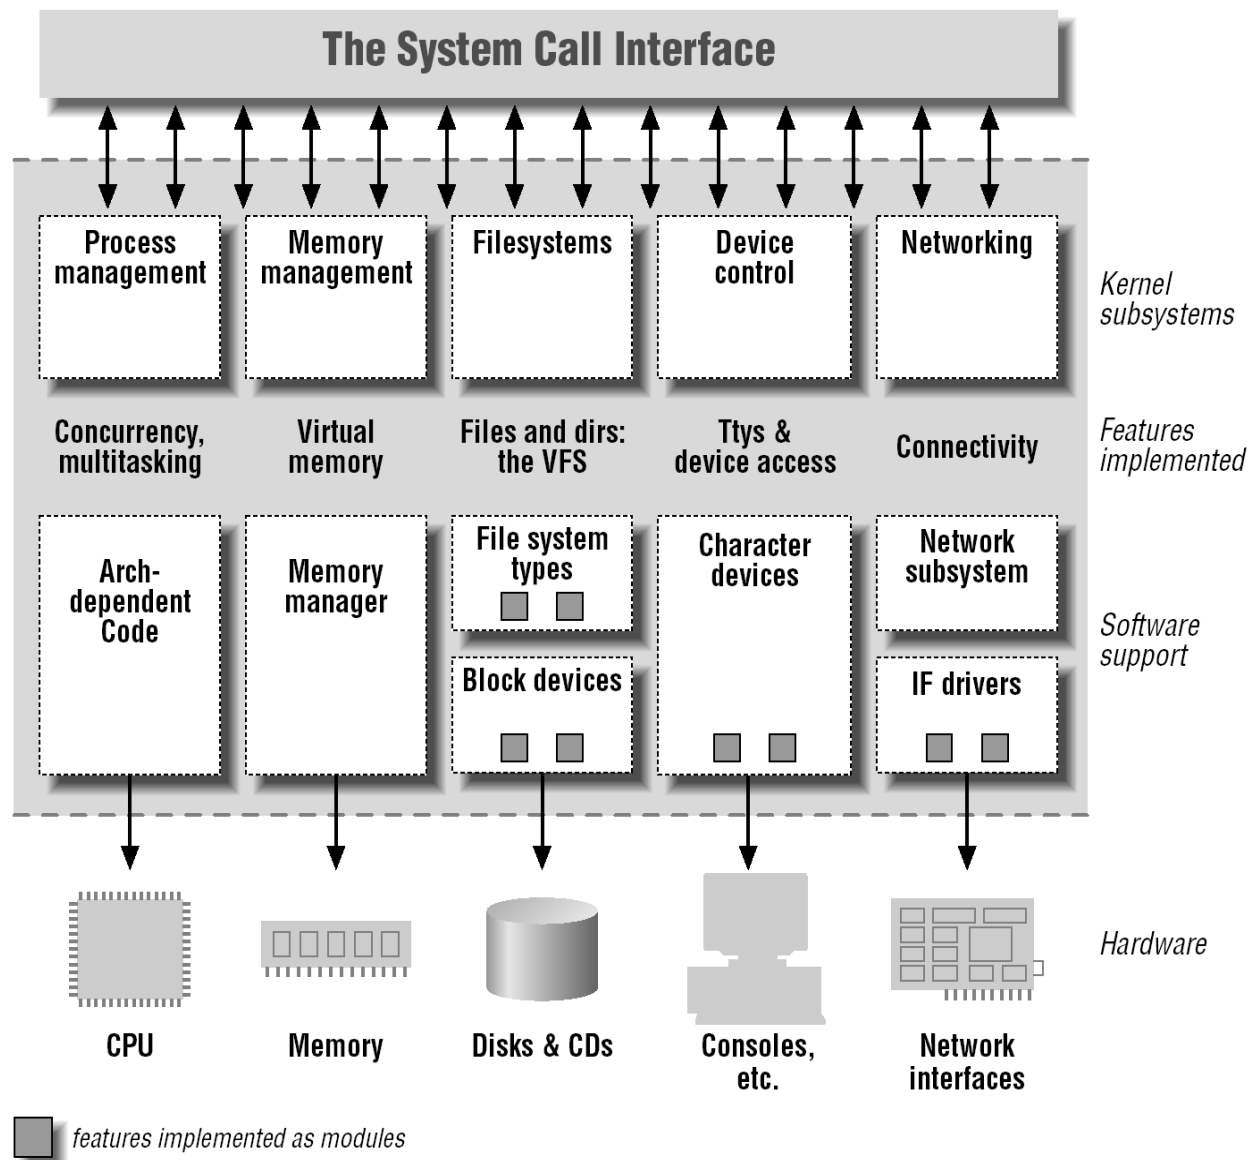 The System Call Interface
Process
management
Memory
management
Filesystems
Device
control
Networking
Kernel
subsystems
Concurrency,
multitasking
Virtual
memory
Files and dirs:
the VFS
Ttys &
device access
Connectivity
Features
implemented
Arch-
dependent
Code
Memory
manager
File system
types
Block devices
Character
devices
Network
subsystem
IF drivers
Software
support
CPU
Memory
Disks & CDs
Consoles,
etc.
Network
interfaces
Hardware
features implemented as modules